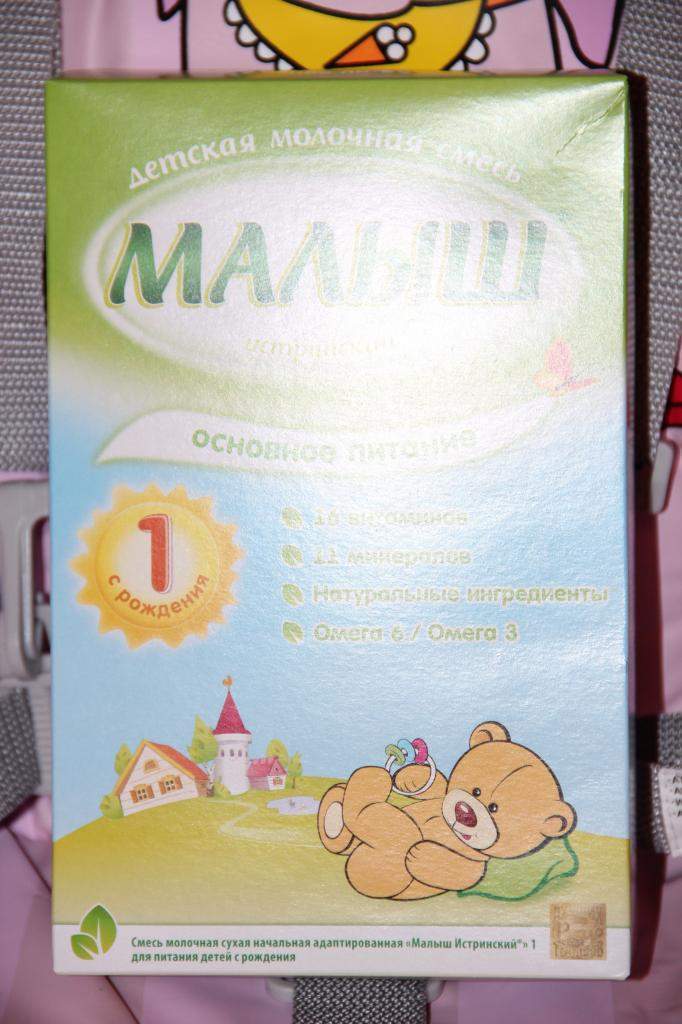 детская молочная смесь
МАЛЫШ
истринский
основное питание
1
с рождения
16 витаминов
11 минералов
Натуральные ингредиенты
Омега 6 / Омега 3
Смесь молочная сухая начальная адаптированная «Малыш Истринский®» 1
для питания детей с рождения